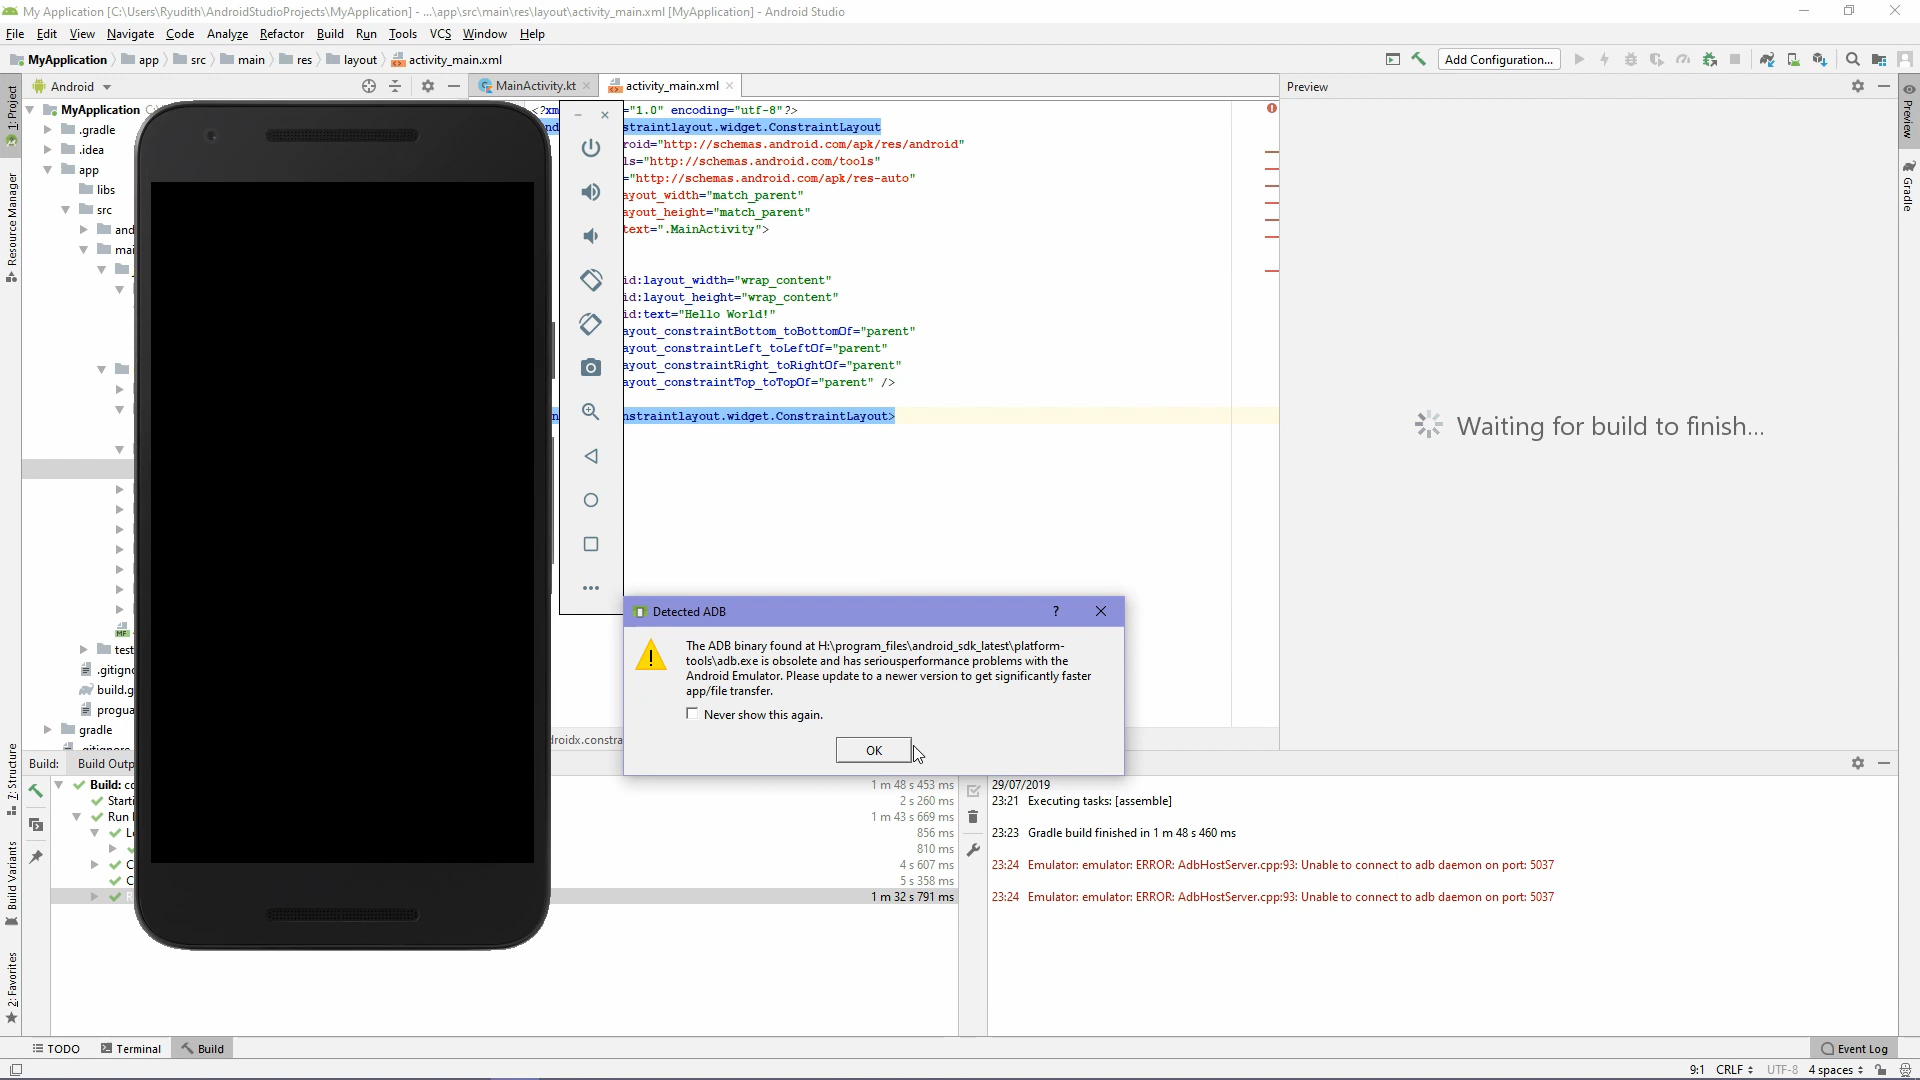 My Application [C:\Users\Ryudith\AndroidStudioProjects\MyApplication] - ...\app\src\main\res\layout\activity_main.xml [MyApplication] - Android Studio
File Edit View Navigate Code Analyze Refactor Build Run Tools VCS Window Help
MyApplication app src main res layout activity_main.xml Add Configuration...
1: Project
Resource Manager
7: Structure
Build Variants
2: Favorites
Android
MyApplication
.gradle
.idea
app
libs
src
and
mai
test
.gitigno
build.g
progua
gradle
.gitignore
MainActivity.kt activity_main.xml
<?xm ="1.0" encoding="utf-8"?>
straintlayout.widget.ConstraintLayout
roid="http://schemas.android.com/apk/res/android"
ls="http://schemas.android.com/tools"
="http://schemas.android.com/apk/res-auto"
ayout_width="match_parent"
ayout_height="match_parent"
text=".MainActivity">
id:layout_width="wrap_content"
id:layout_height="wrap_content"
id:text="Hello World!"
ayout_constraintBottom_toBottomOf="parent"
ayout_constraintLeft_toLeftOf="parent"
ayout_constraintRight_toRightOf="parent"
ayout_constraintTop_toTopOf="parent" />
nstraintlayout.widget.ConstraintLayout>
droidx.constra
Preview
Waiting for build to finish...
Preview
Gradle
Detected ADB ?
The ADB binary found at H:\program_files\android_sdk_latest\platform-
tools\adb.exe is obsolete and has seriousperformance problems with the
Android Emulator. Please update to a newer version to get significantly faster
app/file transfer.
Never show this again.
OK
Build: Build Outp
Build: co 1 m 48 s 453 ms
Starti 2 s 260 ms
Run 1 m 43 s 669 ms
L 856 ms
810 ms
C 4 s 607 ms
C 5 s 358 ms
1 m 32 s 791 ms
29/07/2019
23:21 Executing tasks: [assemble]
23:23 Gradle build finished in 1 m 48 s 460 ms
23:24 Emulator: emulator: ERROR: AdbHostServer.cpp:93: Unable to connect to adb daemon on port: 5037
23:24 Emulator: emulator: ERROR: AdbHostServer.cpp:93: Unable to connect to adb daemon on port: 5037
TODO Terminal Build Event Log
9:1 CRLF UTF-8 4 spaces